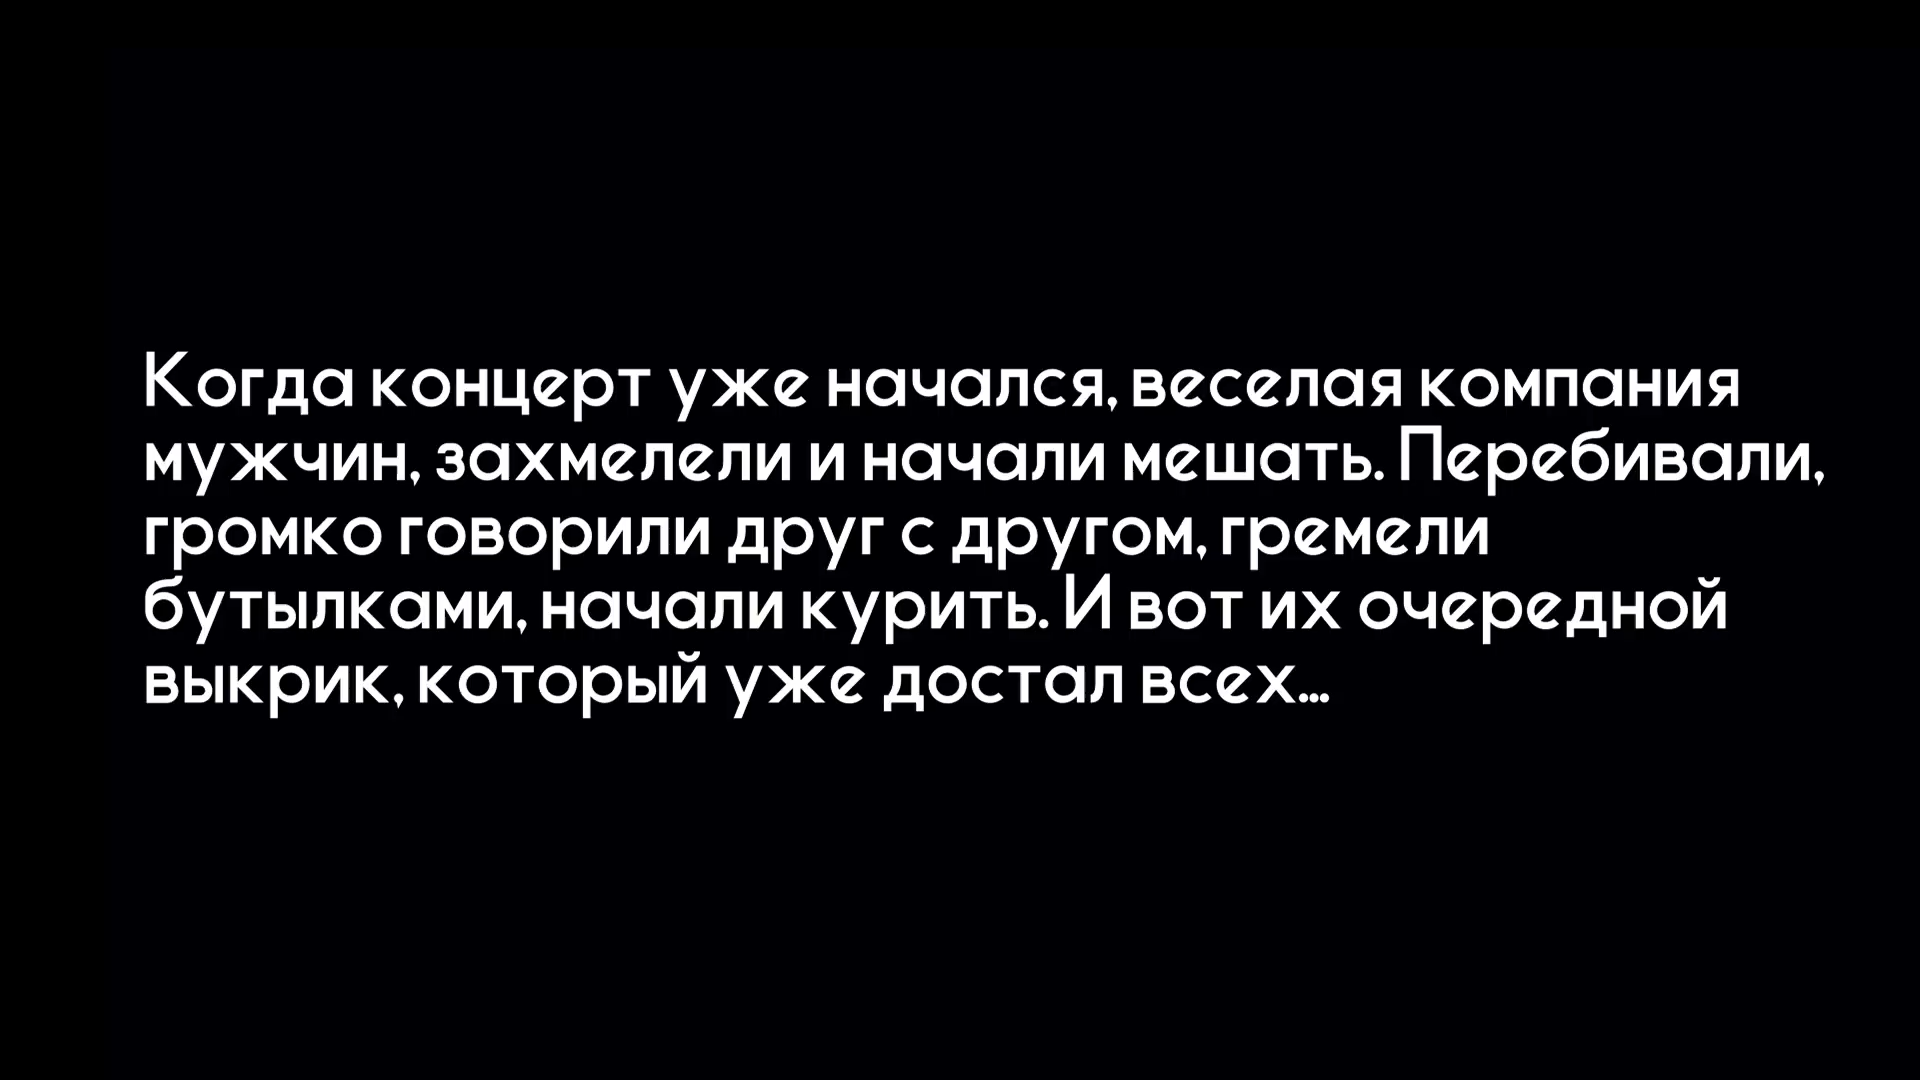 Когда концерт уже начался, веселая компания
мужчин, захмелели и начали мешать. Перебивали,
громко говорили друг с другом, гремели
бутылками, начали курить. И вот их очередной
выкрик, который уже достал всех...